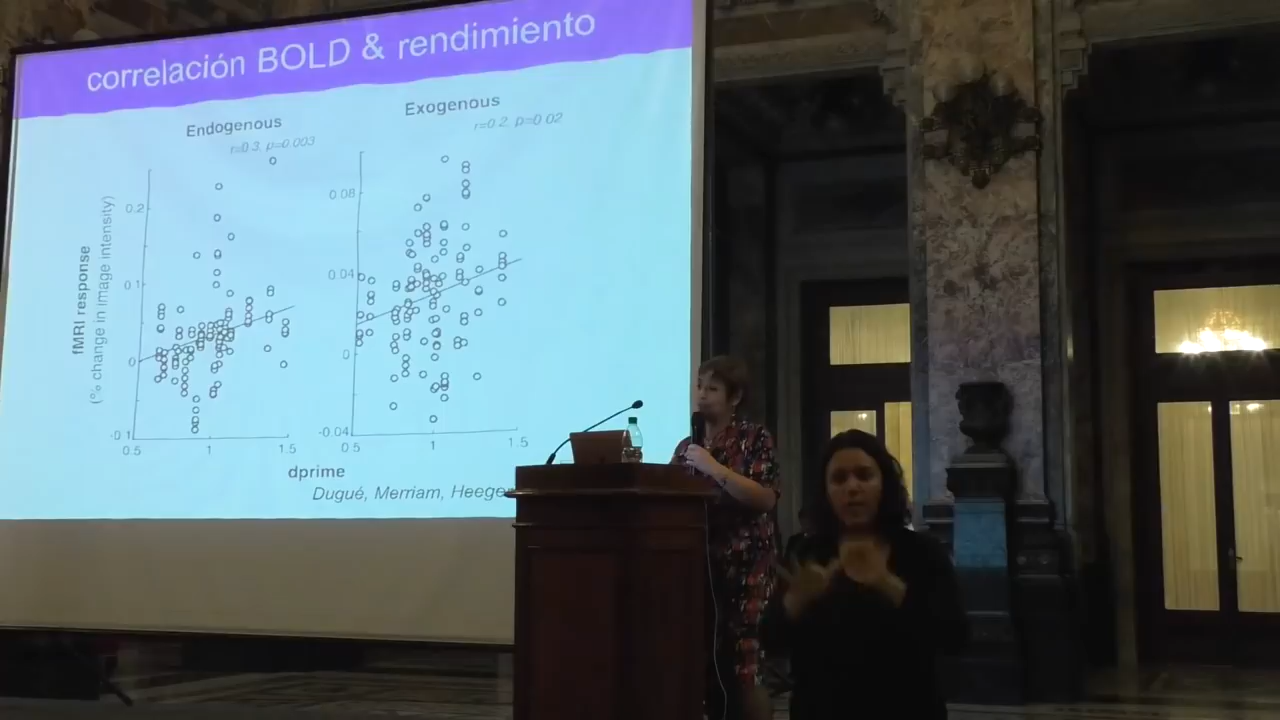 correlación BOLD & rendimiento
Endogenous
r=0.3, p=0.003
Exogenous
r=0.2, p=0.02
fMRI response
(% change in image intensity)
0.2
0.1
0
-0.1
0.5
1
1.5
0.08
0.04
0
-0.04
0.5
1
1.5
dprime
Dugué, Merriam, Heeger